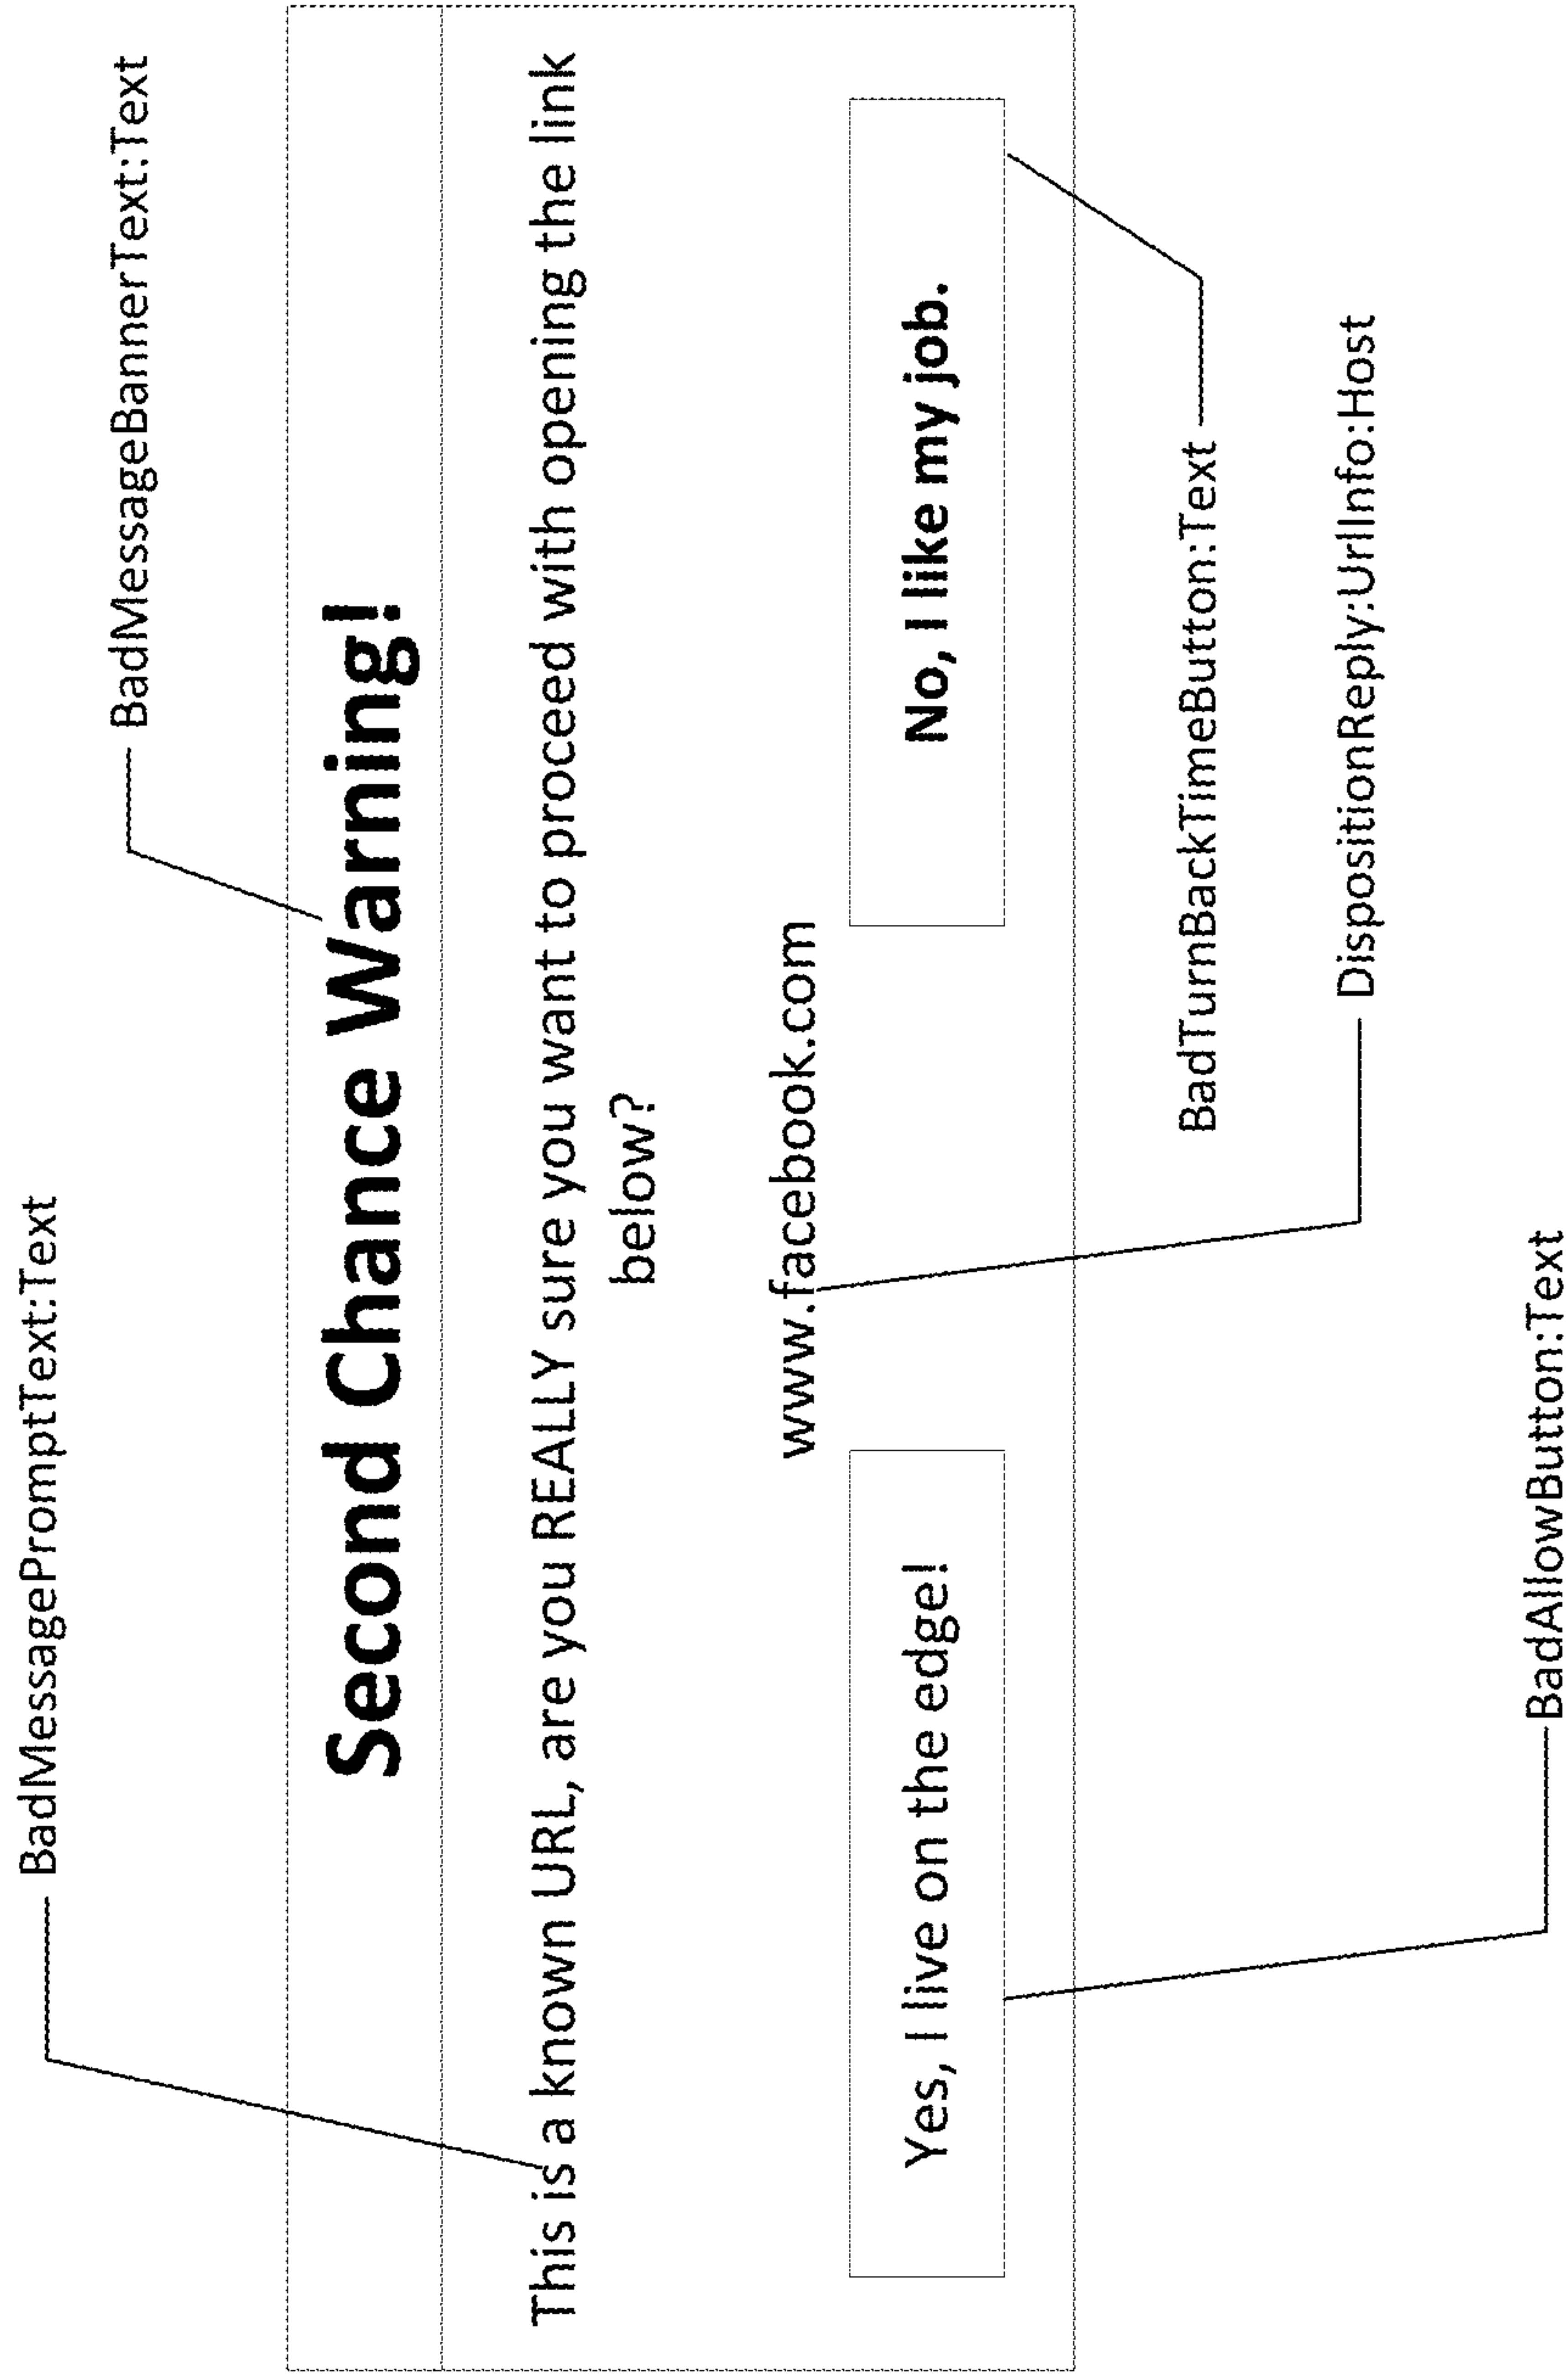 BadMessagePromptText:Text
BadMessageBannerText:Text
Second Chance Warning!
This is a known URL, are you REALLY sure you want to proceed with opening the link
below?
www.facebook.com
Yes, I live on the edge!
No, I like my job.
BadTurnBackTimeButton:Text
DispositionReply:UrlInfo:Host
BadAllowButton:Text